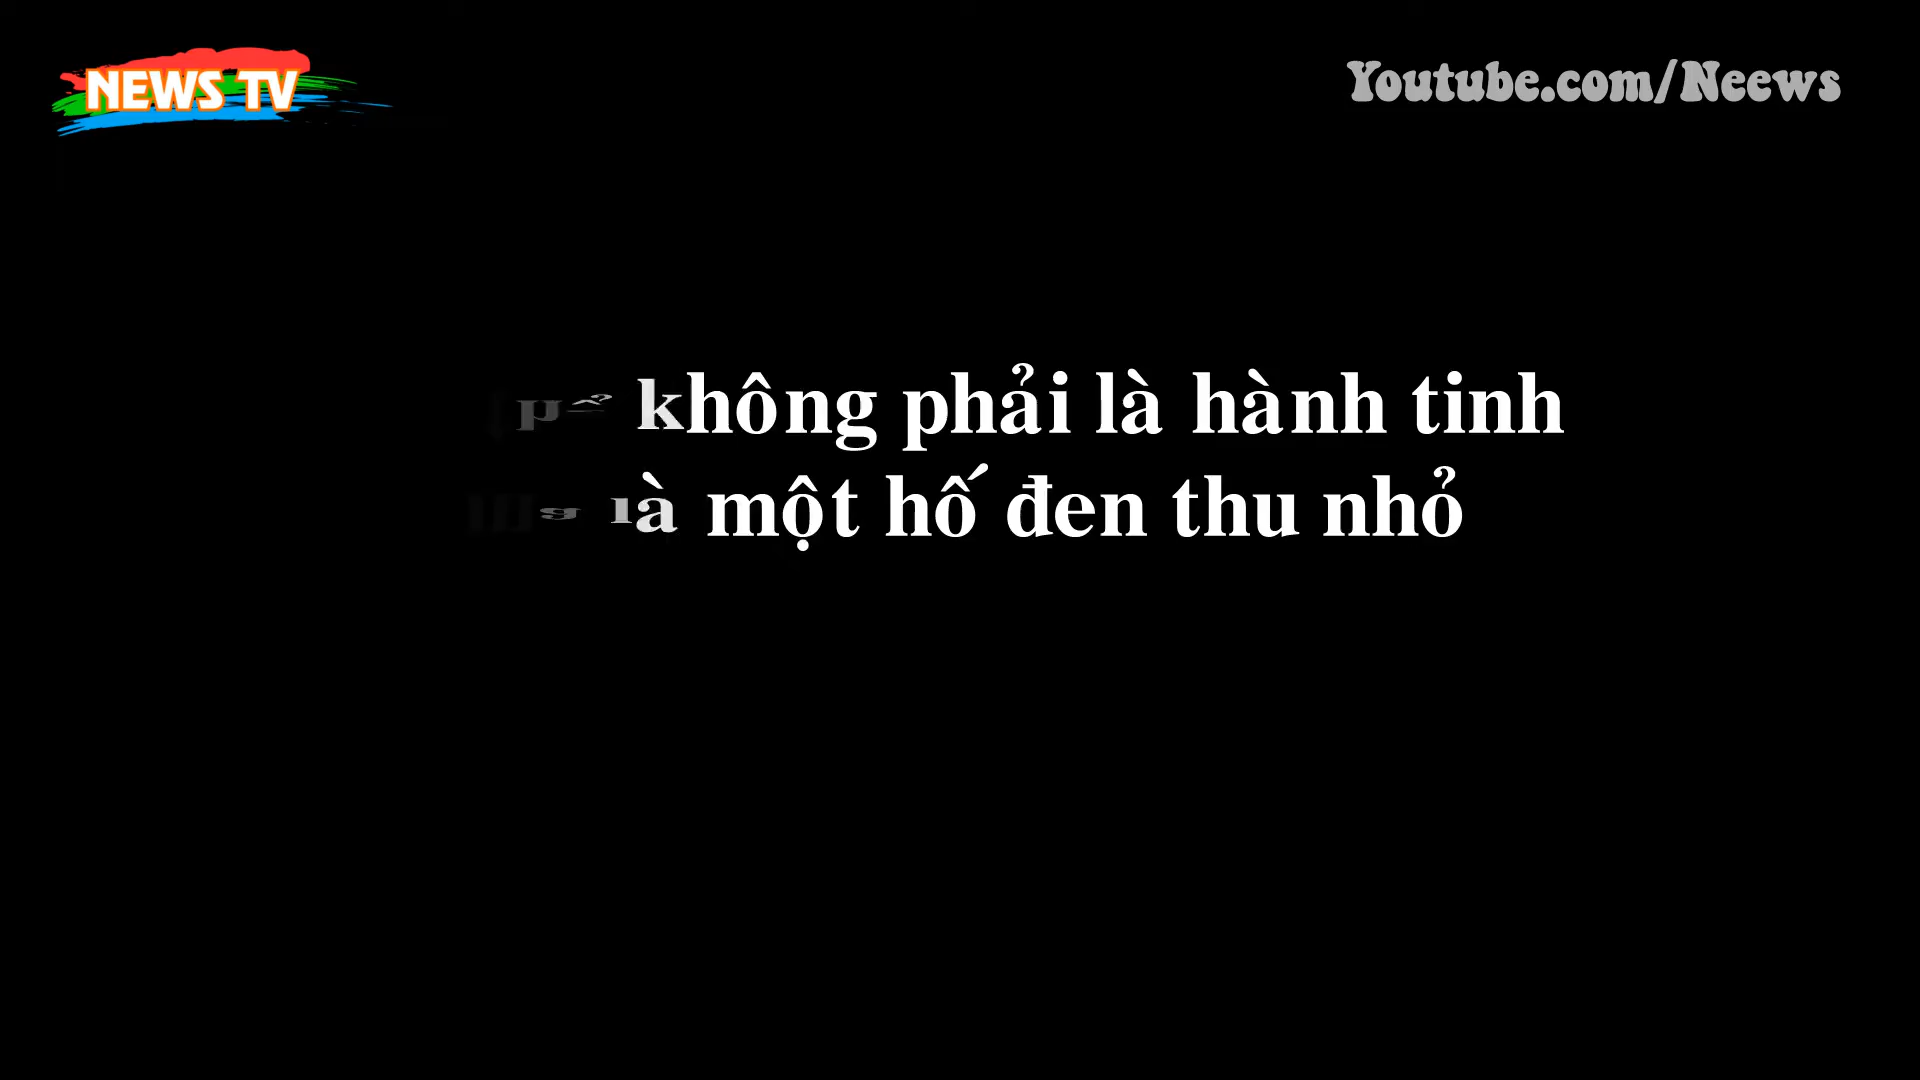 NEWS TV
Youtube.com/Neews
không phải là hành tinh
là một hố đen thu nhỏ